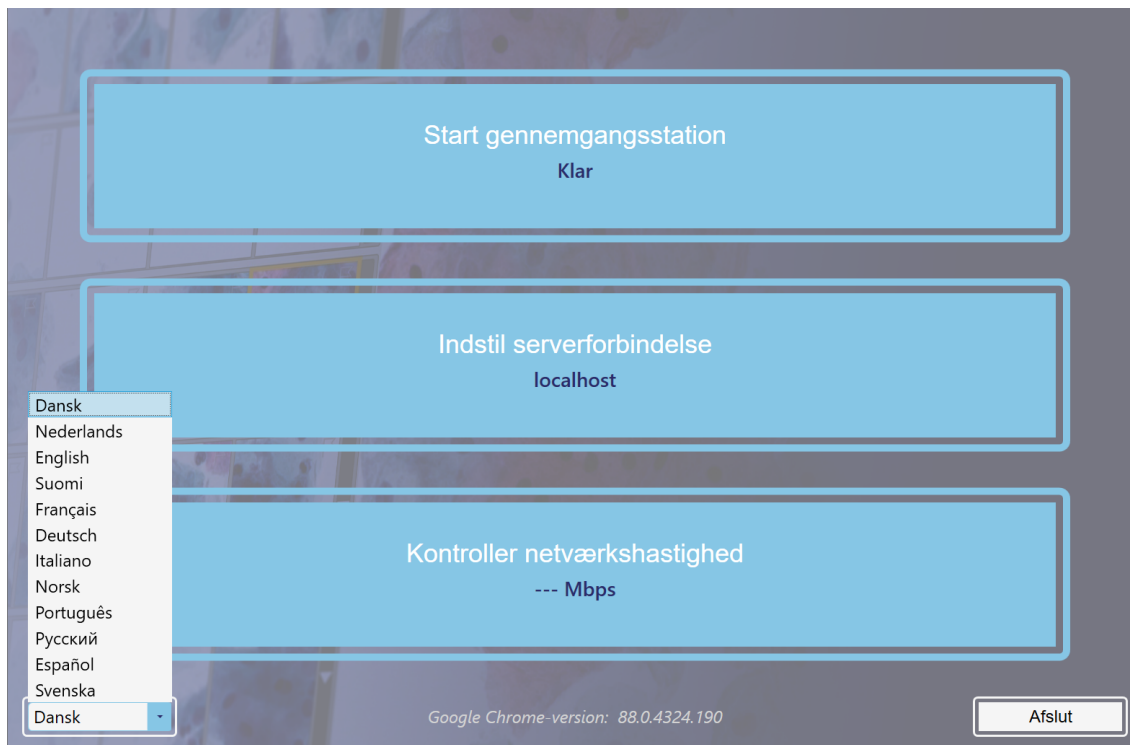 Start gennemgangsstation
Klar
Indstil serverforbindelse
localhost
Kontroller netværkshastighed
--- Mbps
Dansk
Nederlands
English
Suomi
Français
Deutsch
Italiano
Norsk
Português
Русский
Español
Svenska
Dansk
Google Chrome-version: 88.0.4324.190
Afslut